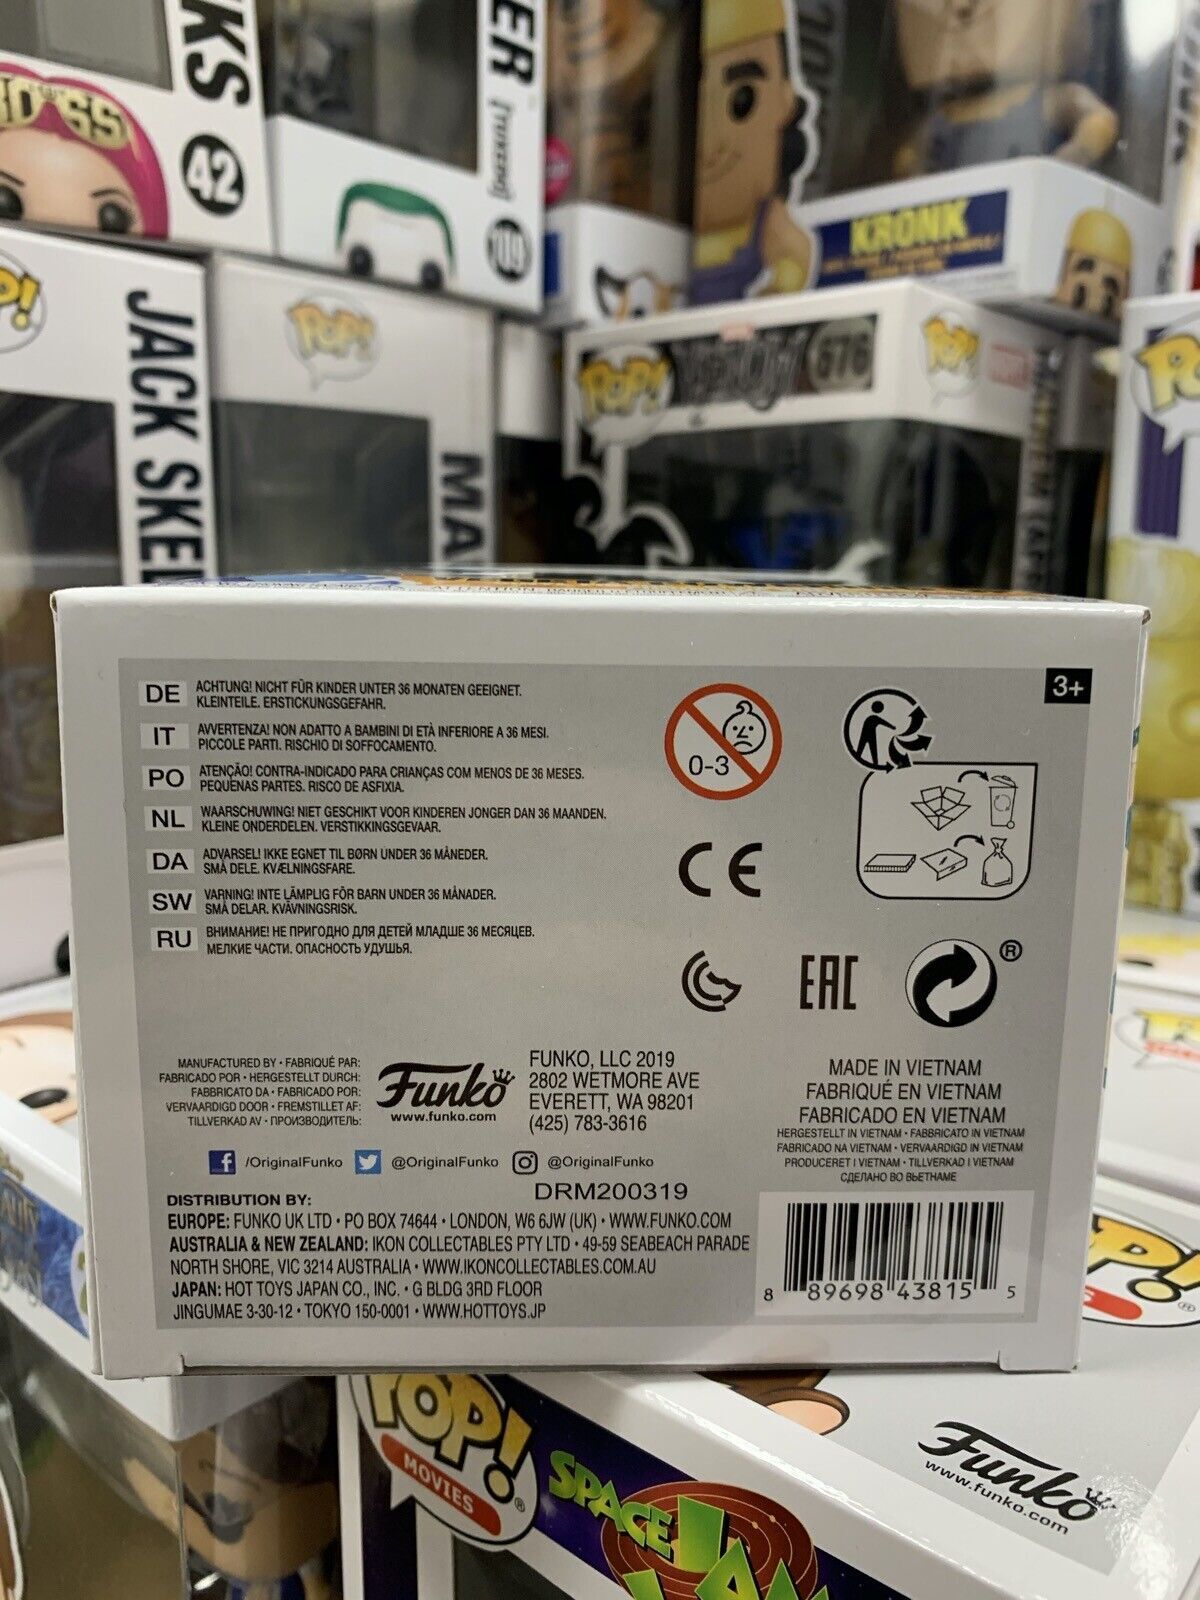 BOSS
KS
42
ER
KRONK
POP!
JACK SKE
POP!
MA
POP!
VENOM
676
POP!
DE ACHTUNG! NICHT FÜR KINDER UNTER 36 MONATEN GEEIGNET.
KLEINTEILE. ERSTICKUNGSGEFAHR.
IT AVVERTENZA! NON ADATTO A BAMBINI DI ETÀ INFERIORE A 36 MESI.
PICCOLE PARTI. RISCHIO DI SOFFOCAMENTO.
PO ATENÇÃO! CONTRA-INDICADO PARA CRIANÇAS COM MENOS DE 36 MESES.
PEQUENAS PARTES. RISCO DE ASFIXIA.
NL WAARSCHUWING! NIET GESCHIKT VOOR KINDEREN JONGER DAN 36 MAANDEN.
KLEINE ONDERDELEN. VERSTIKKINGSGEVAAR.
DA ADVARSEL! IKKE EGNET TIL BØRN UNDER 36 MÅNEDER.
SMÅ DELE. KVÆLNINGSFARE.
SW VARNING! INTE LÄMPLIG FÖR BARN UNDER 36 MÅNADER.
SMÅ DELAR. KVÄVNINGSRISK.
RU ВНИМАНИЕ! НЕ ПРИГОДНО ДЛЯ ДЕТЕЙ МЛАДШЕ 36 МЕСЯЦЕВ.
МЕЛКИЕ ЧАСТИ. ОПАСНОСТЬ УДУШЬЯ.
0-3
3+
CE
EAC
®
MANUFACTURED BY • FABRIQUÉ PAR:
FABRICADO POR • HERGESTELLT DURCH:
FABBRICATO DA • FABRICADO POR:
VERVAARDIGD DOOR • FREMSTILLET AF:
TILLVERKAD AV • ПРОИЗВОДИТЕЛЬ:
Funko
www.funko.com
FUNKO, LLC 2019
2802 WETMORE AVE
EVERETT, WA 98201
(425) 783-3616
MADE IN VIETNAM
FABRIQUÉ EN VIETNAM
FABRICADO EN VIETNAM
HERGESTELLT IN VIETNAM • FABBRICATO IN VIETNAM
FABRICADO NA VIETNAM • VERVAARDIGD IN VIETNAM
PRODUCERET I VIETNAM • TILLVERKAD I VIETNAM
СДЕЛАНО ВО ВЬЕТНАМЕ
/OriginalFunko @OriginalFunko @OriginalFunko
DRM200319
DISTRIBUTION BY:
EUROPE: FUNKO UK LTD • PO BOX 74644 • LONDON, W6 6JW (UK) • WWW.FUNKO.COM
AUSTRALIA & NEW ZEALAND: IKON COLLECTABLES PTY LTD • 49-59 SEABEACH PARADE
NORTH SHORE, VIC 3214 AUSTRALIA • WWW.IKONCOLLECTABLES.COM.AU
JAPAN: HOT TOYS JAPAN CO., INC. • G BLDG 3RD FLOOR
JINGUMAE 3-30-12 • TOKYO 150-0001 • WWW.HOTTOYS.JP
8 89698 43815 5
POP!
MOVIES
SPACE JAM
Funko
www.funko.com